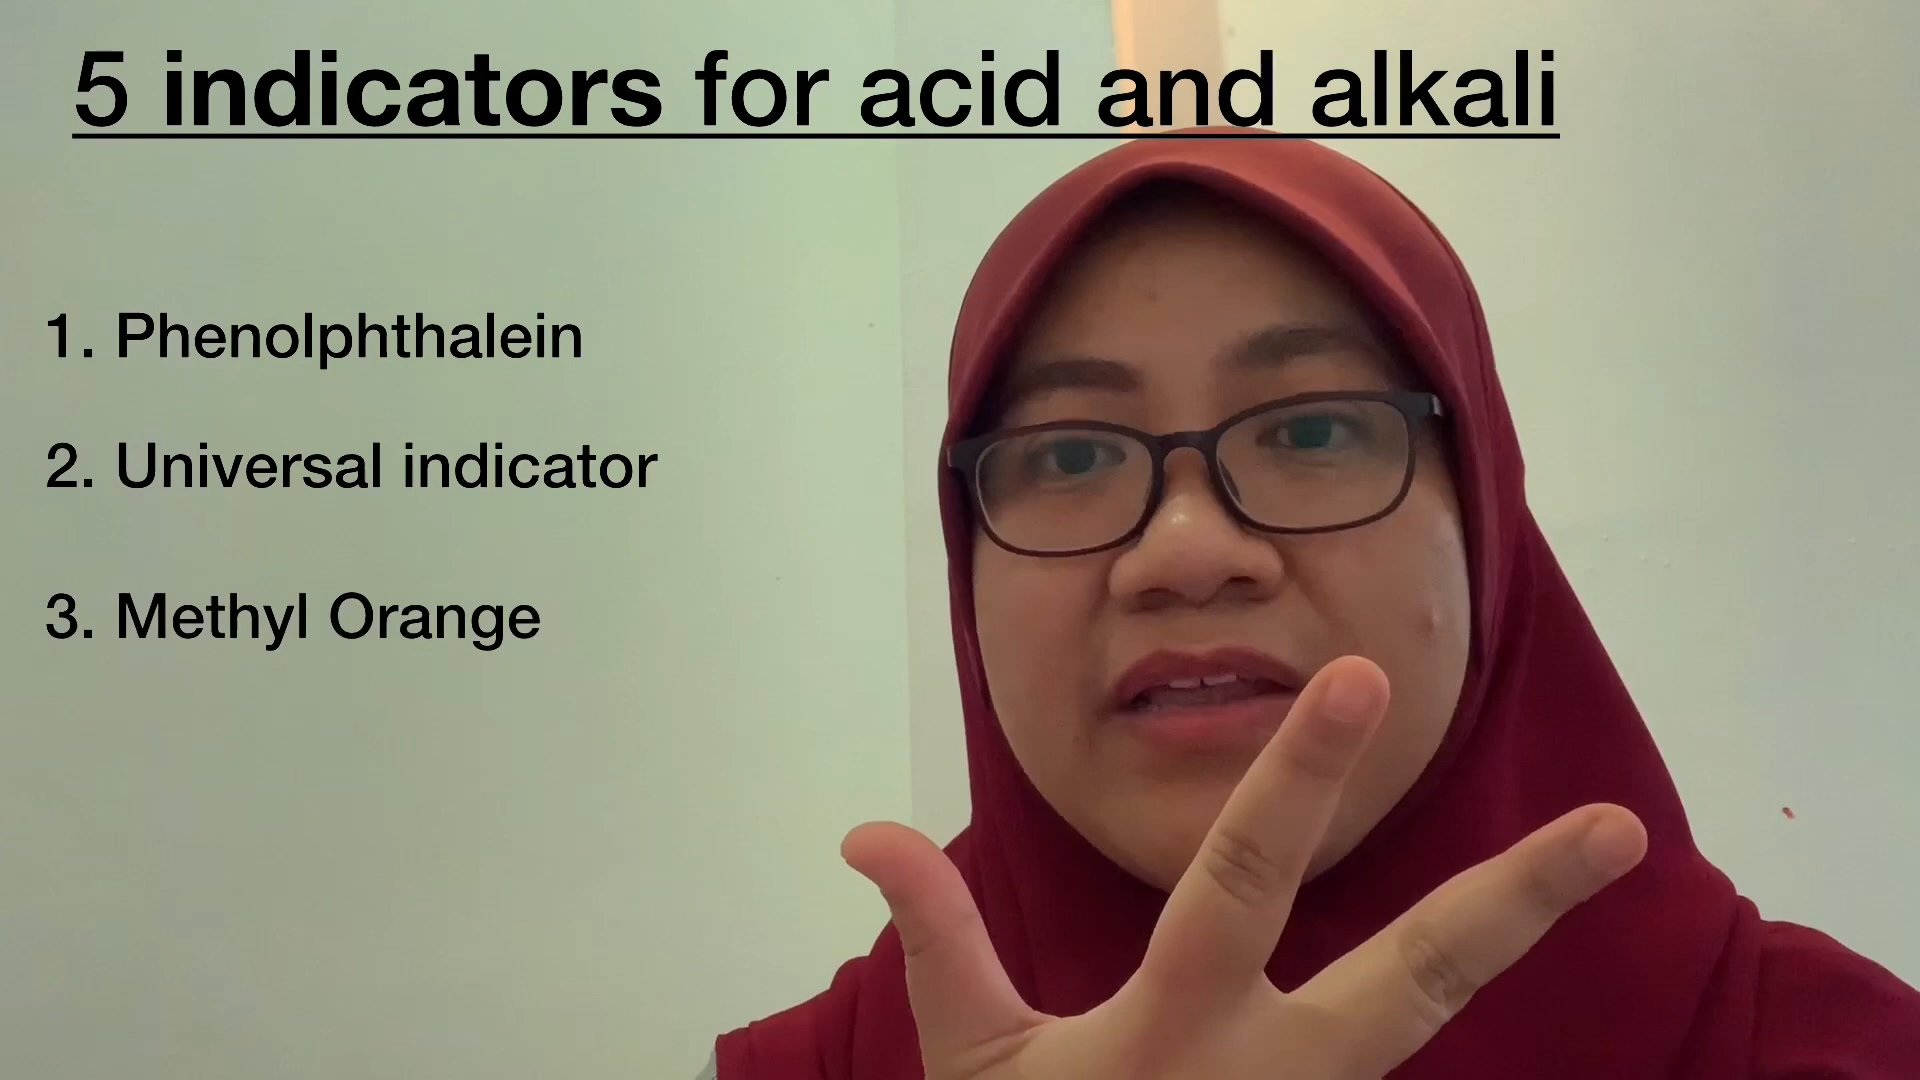 5 indicators for acid and alkali
1. Phenolphthalein
2. Universal indicator
3. Methyl Orange